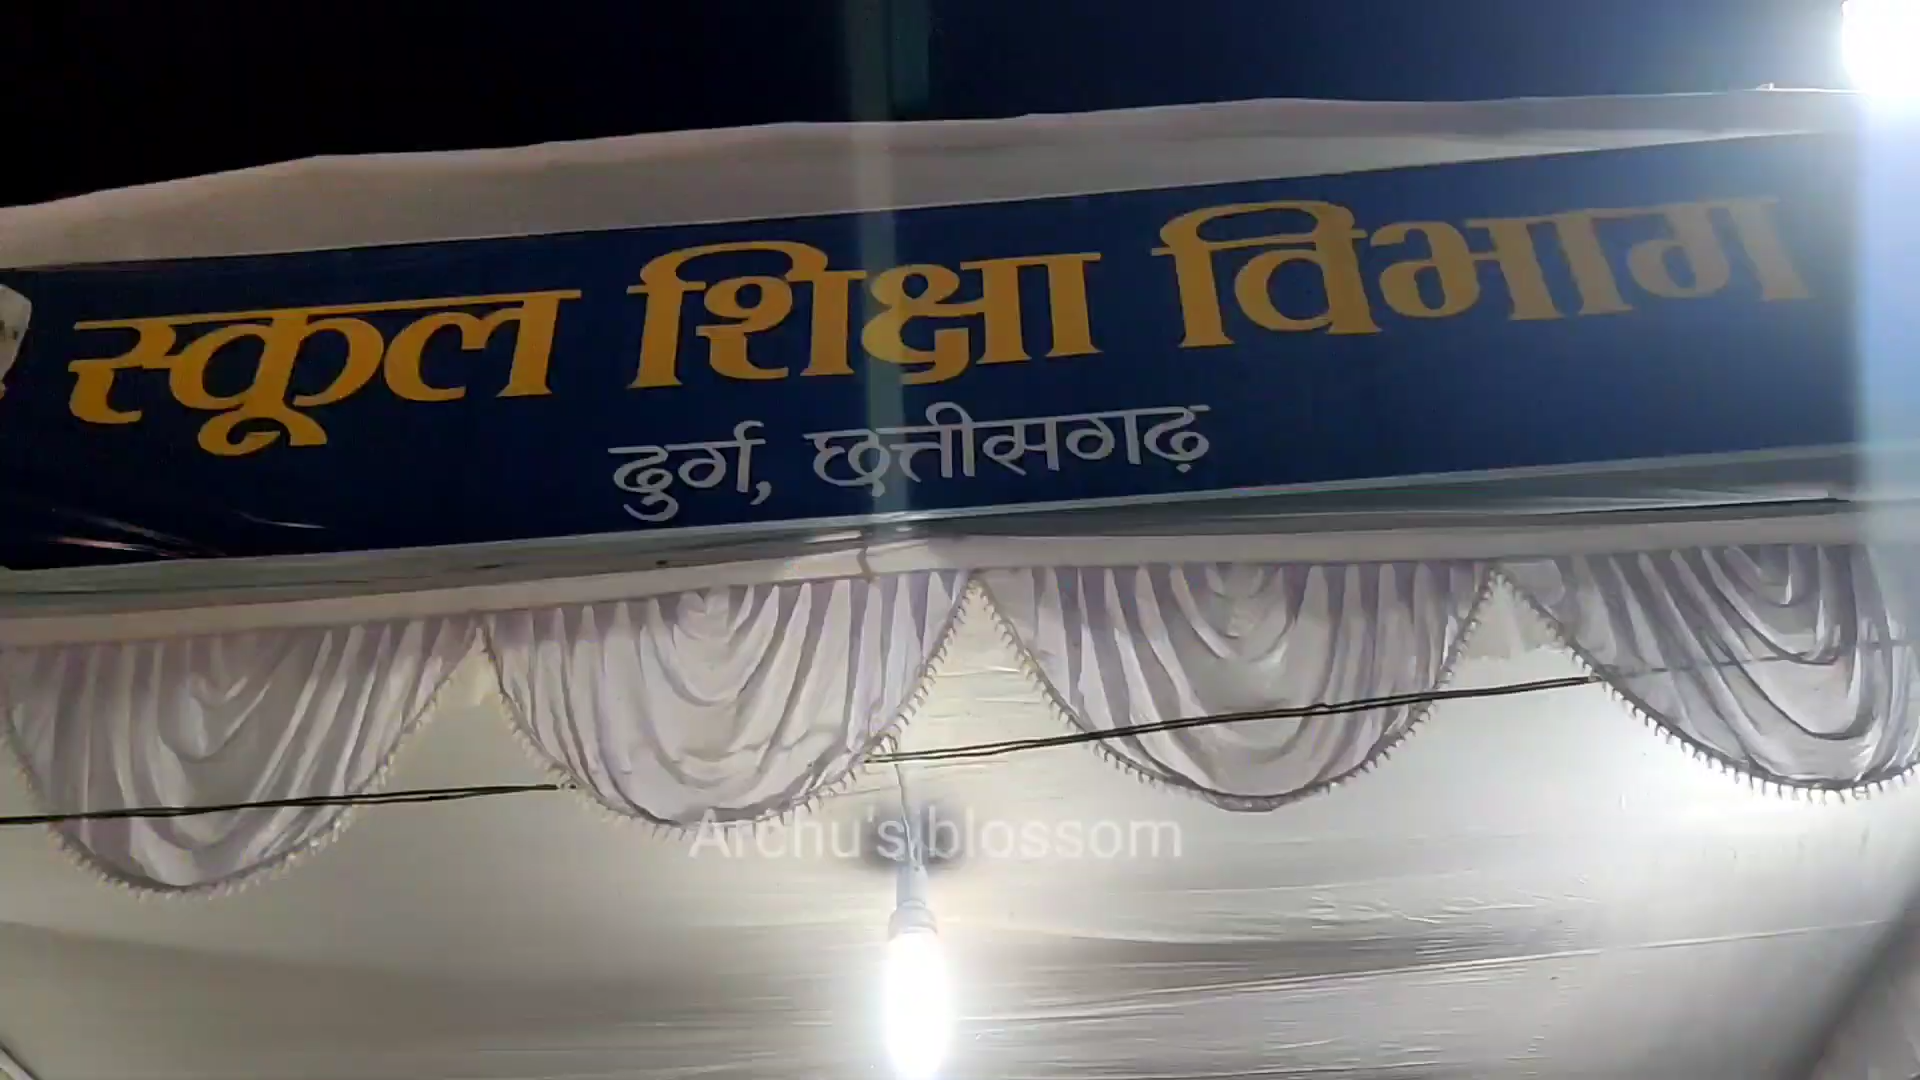 स्कूल शिक्षा विभाग
दुर्ग, छत्तीसगढ़
Archu's blossom